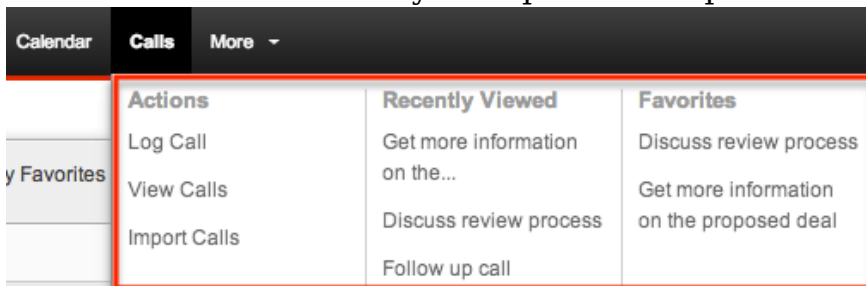 Calendar Calls More
Actions Recently Viewed Favorites
Log Call
View Calls
Import Calls
Get more information
on the...
Discuss review process
Follow up call
Discuss review process
Get more information
on the proposed deal
y Favorites